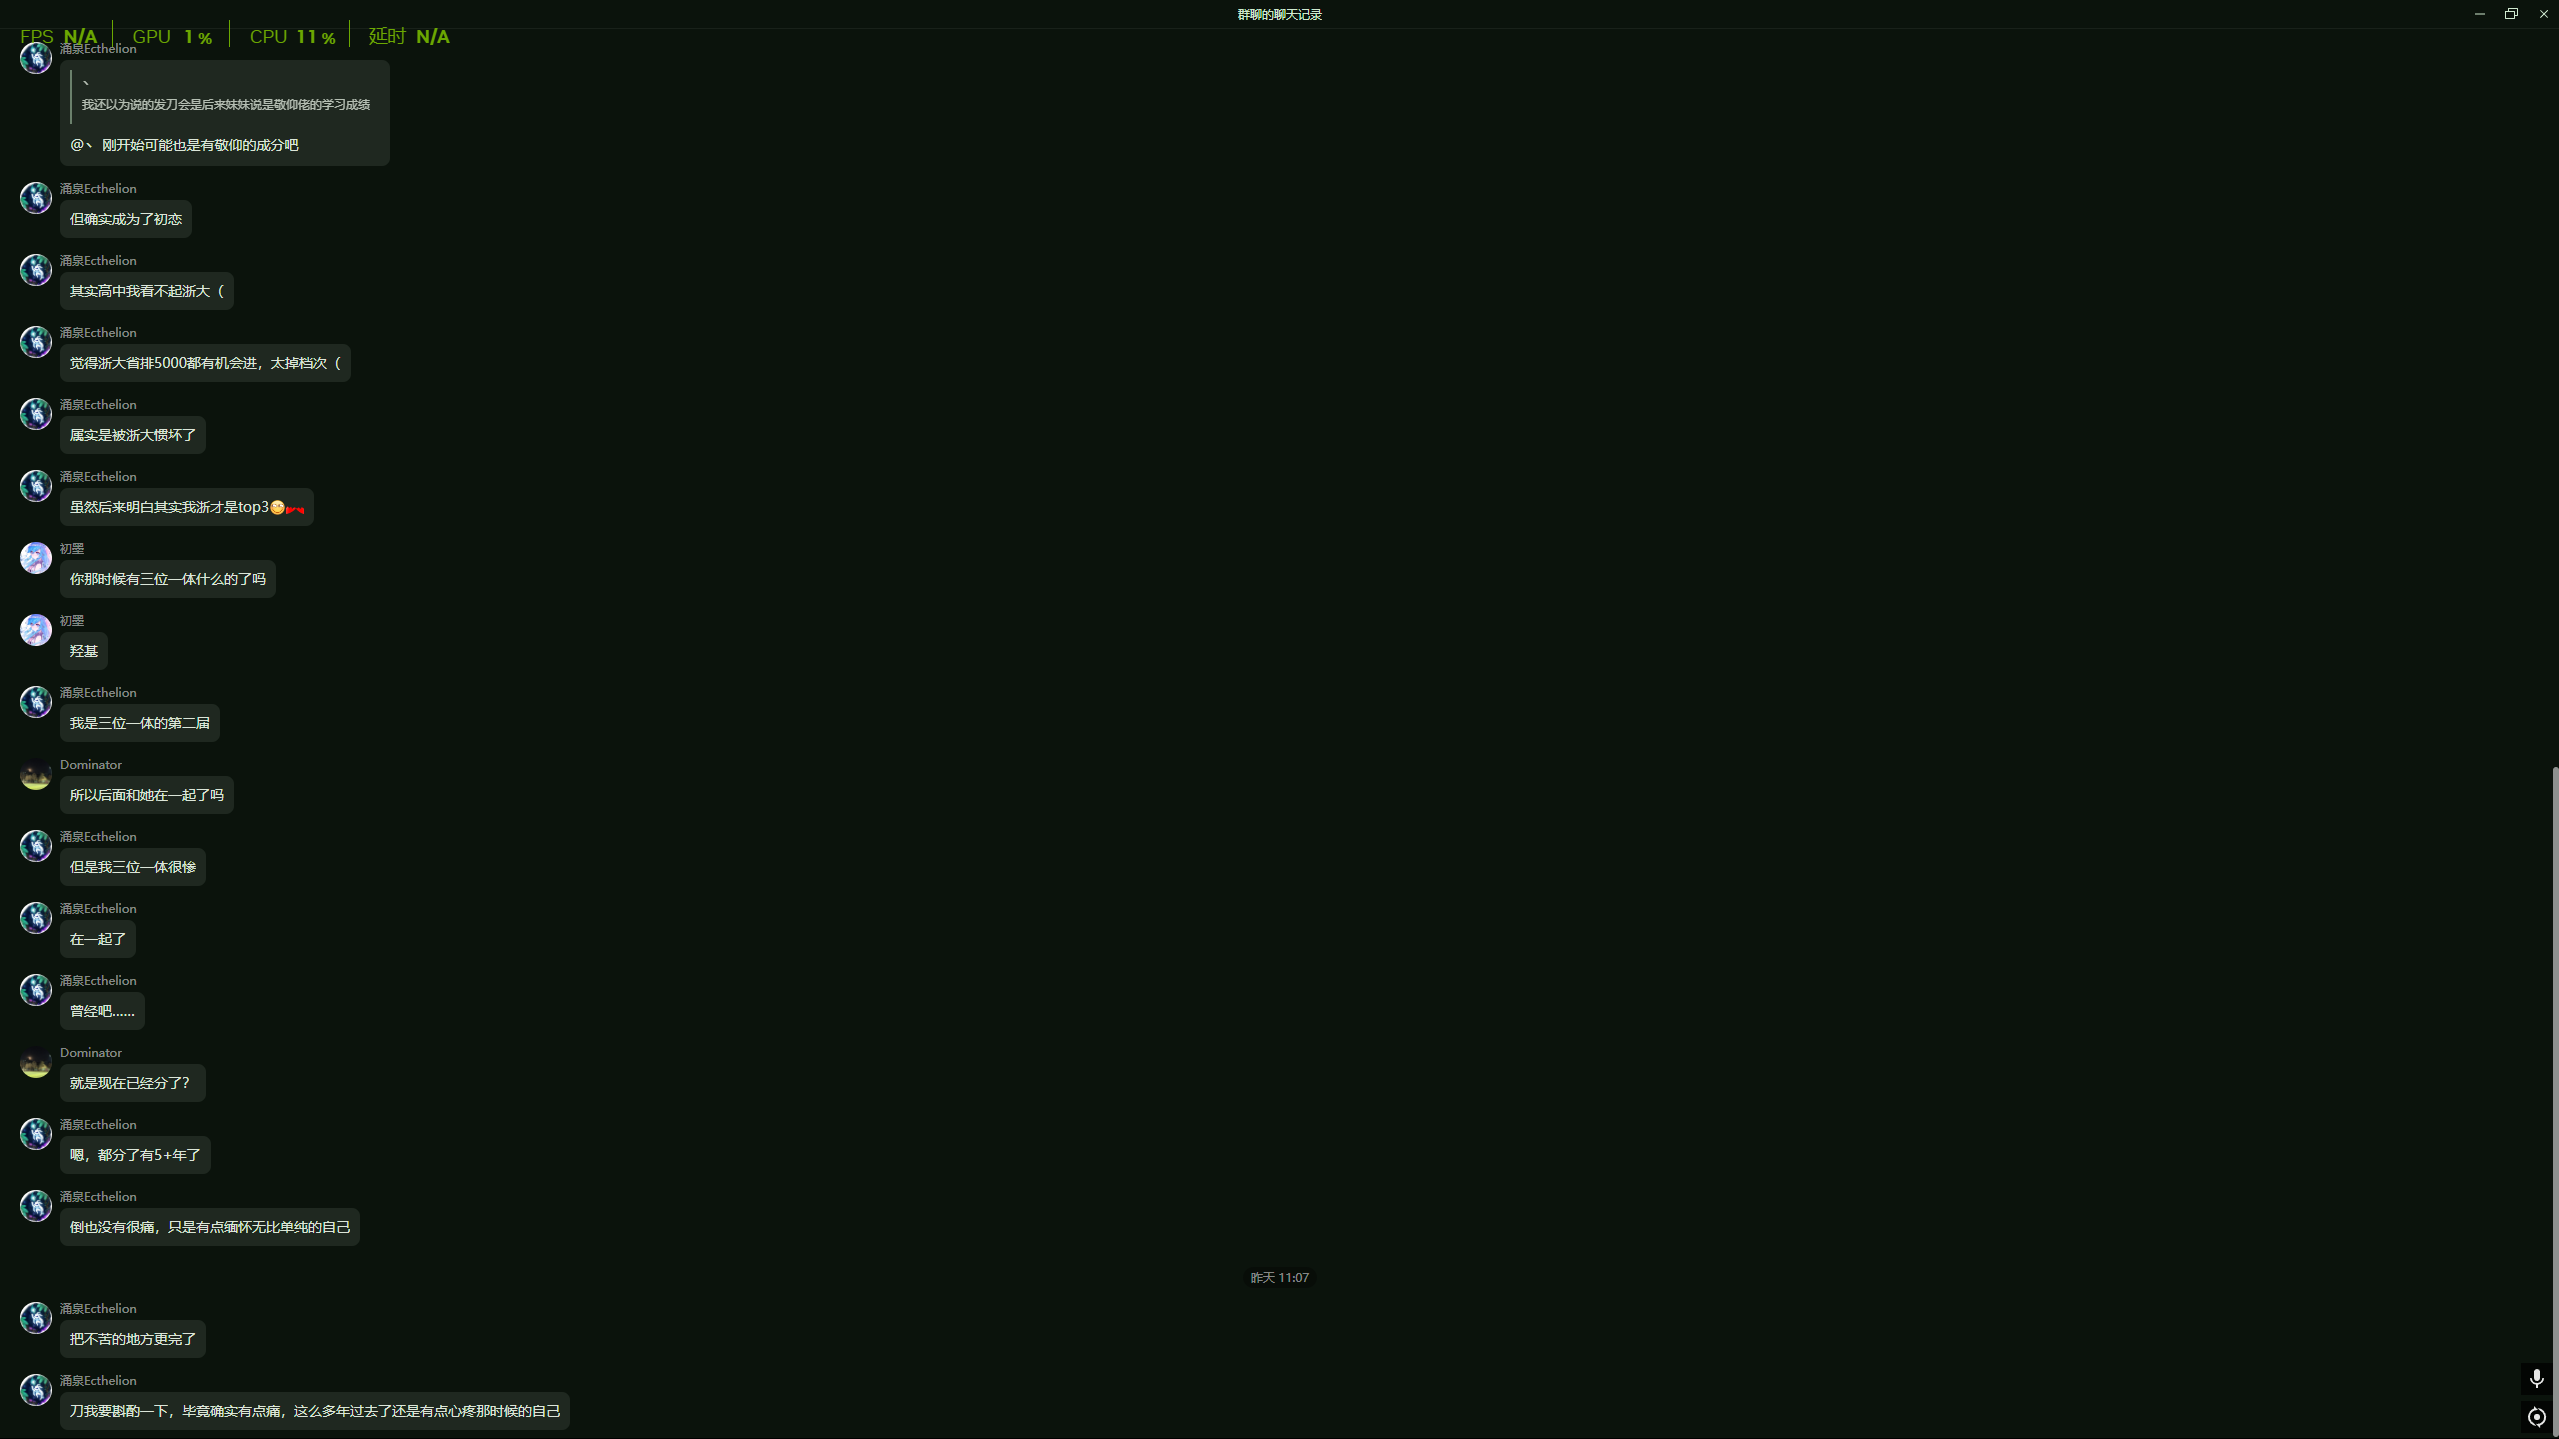 群聊的聊天记录
FPS N/A GPU 1 % CPU 11 % 延时 N/A
涌泉Ecthelion
丶
我还以为说的发刀会是后来妹妹说是敬仰佬的学习成绩
@丶 刚开始可能也是有敬仰的成分吧
涌泉Ecthelion
但确实成为了初恋
涌泉Ecthelion
其实高中我看不起浙大（
涌泉Ecthelion
觉得浙大省排5000都有机会进，太掉档次（
涌泉Ecthelion
属实是被浙大惯坏了
涌泉Ecthelion
虽然后来明白其实我浙才是top3
初墨
你那时候有三位一体什么的了吗
初墨
羟基
涌泉Ecthelion
我是三位一体的第二届
Dominator
所以后面和她在一起了吗
涌泉Ecthelion
但是我三位一体很惨
涌泉Ecthelion
在一起了
涌泉Ecthelion
曾经吧......
Dominator
就是现在已经分了？
涌泉Ecthelion
嗯，都分了有5+年了
涌泉Ecthelion
倒也没有很痛，只是有点缅怀无比单纯的自己
昨天 11:07
涌泉Ecthelion
把不苦的地方更完了
涌泉Ecthelion
刀我要斟酌一下，毕竟确实有点痛，这么多年过去了还是有点心疼那时候的自己